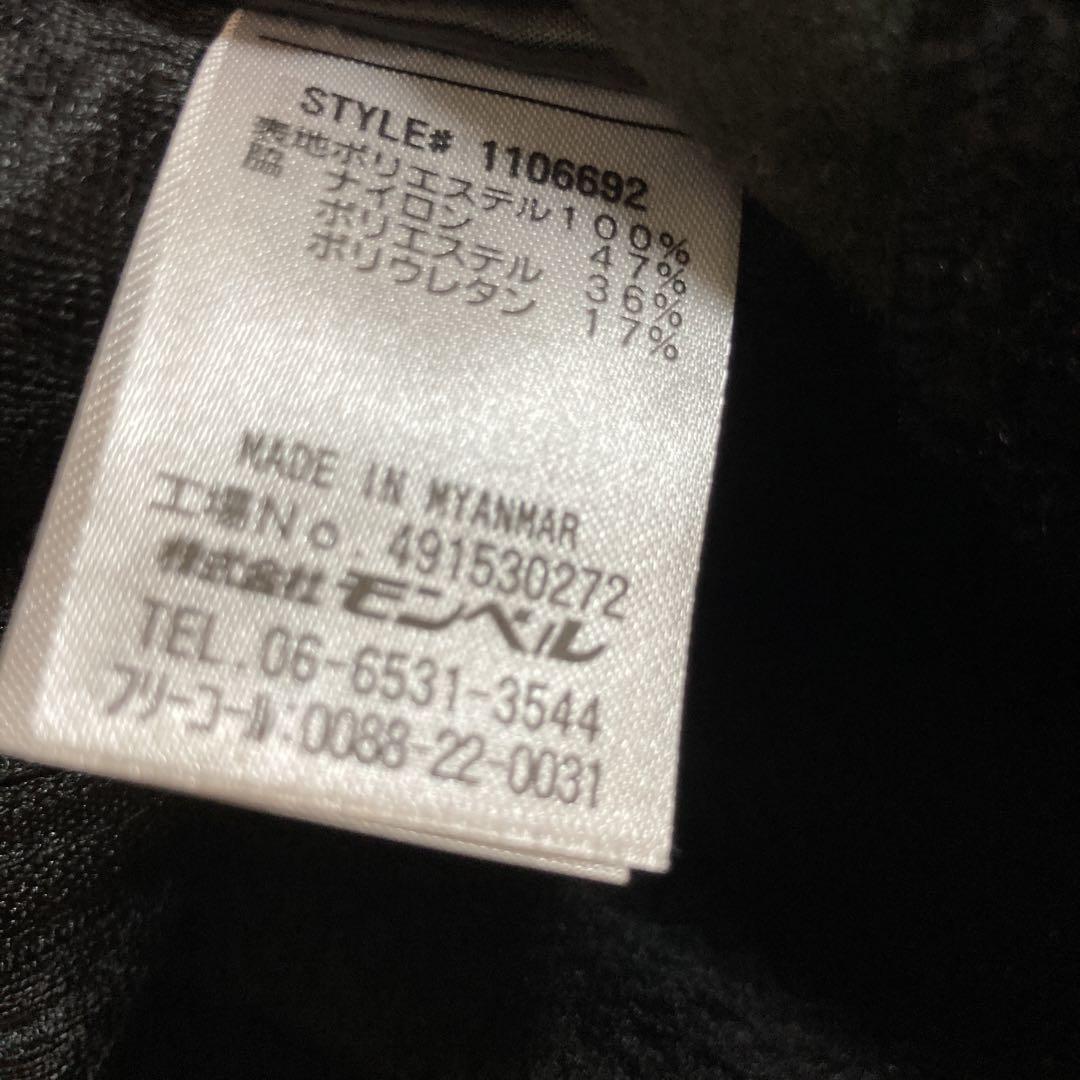 STYLE# 1106692
表地ポリエステル100%
脇 ナイロン 47%
ポリエステル 36%
ポリウレタン 17%
MADE IN MYANMAR
工場No. 491530272
株式会社 モンベル
TEL. 06-6531-3544
フリーコール:0088-22-0031